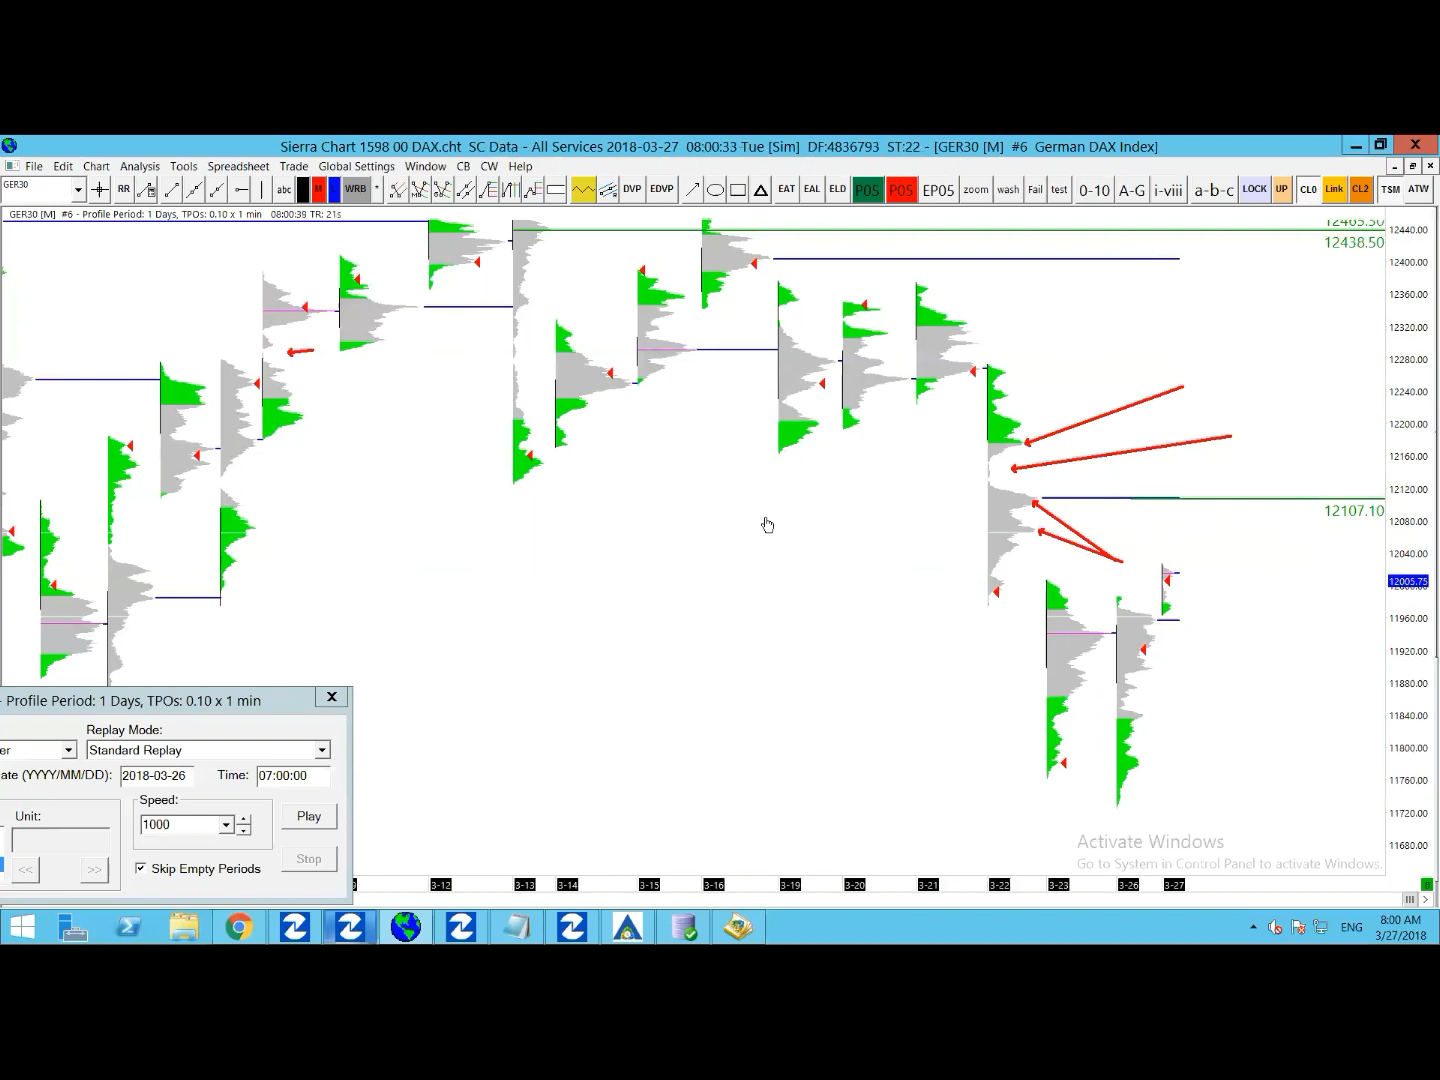 Sierra Chart 1598 00 DAX.cht SC Data - All Services 2018-03-27 08:00:33 Tue [Sim] DF:4836793 ST:22 - [GER30 [M] #6 German DAX Index]
File Edit Chart Analysis Tools Spreadsheet Trade Global Settings Window CB CW Help
GER30 RR abc M WRB * DVP EDVP EAT EAL ELD P05 P05 EP05 zoom wash Fail test 0-10 A-G i-viii a-b-c LOCK UP CL0 Link CL2 TSM ATW
GER30 [M] #6 - Profile Period: 1 Days, TPOs: 0.10 x 1 min 08:00:39 TR: 21s
12465.50
12440.00
12438.50
12400.00
12360.00
12320.00
12280.00
12240.00
12200.00
12160.00
12120.00
12107.10
12080.00
12040.00
12005.75
11960.00
11920.00
11880.00
11840.00
11800.00
11760.00
11720.00
11680.00
- Profile Period: 1 Days, TPOs: 0.10 x 1 min X
Replay Mode:
er Standard Replay
ate (YYYY/MM/DD): 2018-03-26 Time: 07:00:00
Speed:
Unit: 1000 Play
<< >> Skip Empty Periods Stop
Activate Windows
Go to System in Control Panel to activate Windows.
9 3-12 3-13 3-14 3-15 3-16 3-19 3-20 3-21 3-22 3-23 3-26 3-27
ENG 8:00 AM
3/27/2018